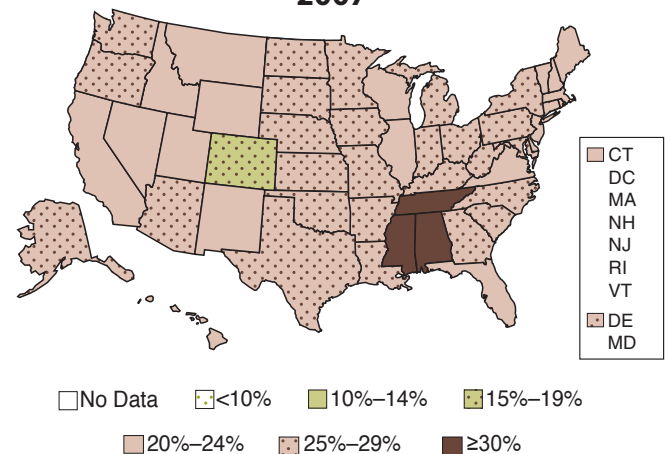 CT
DC
MA
NH
NJ
RI
VT
DE
MD
No Data <10% 10%–14% 15%–19%
20%–24% 25%–29% ≥30%